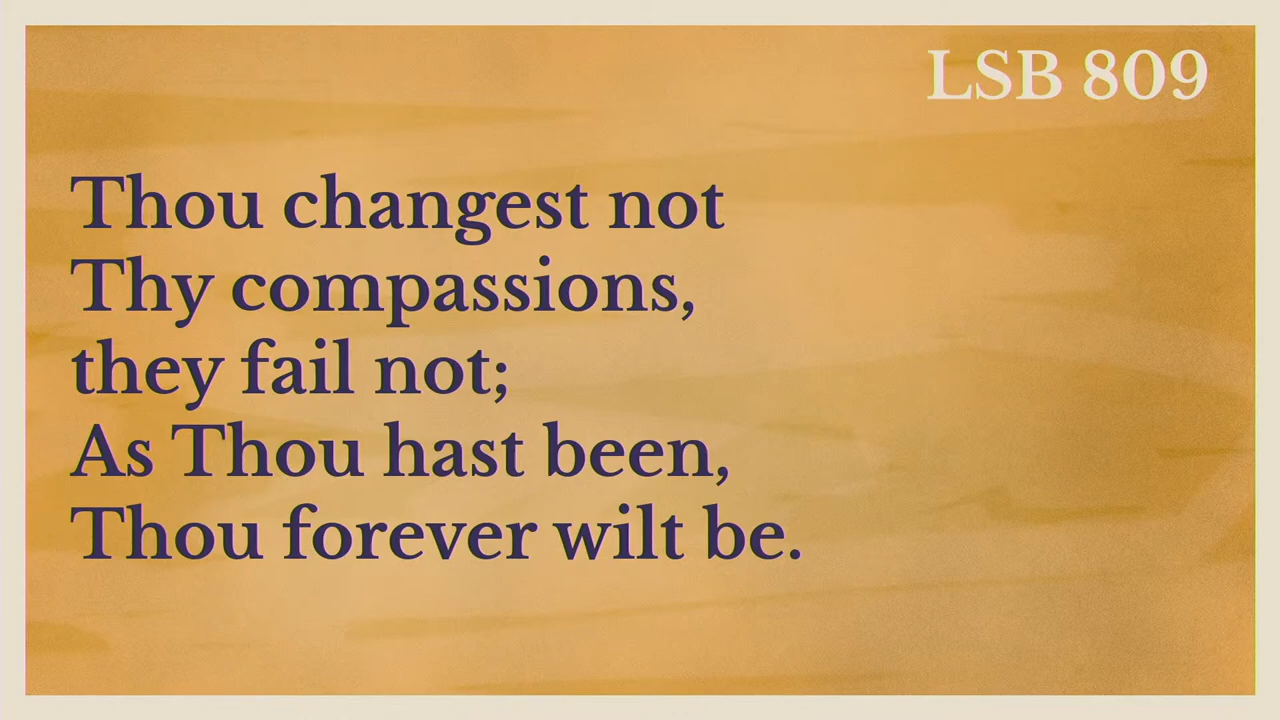 LSB 809
Thou changest not
Thy compassions,
they fail not;
As Thou hast been,
Thou forever wilt be.